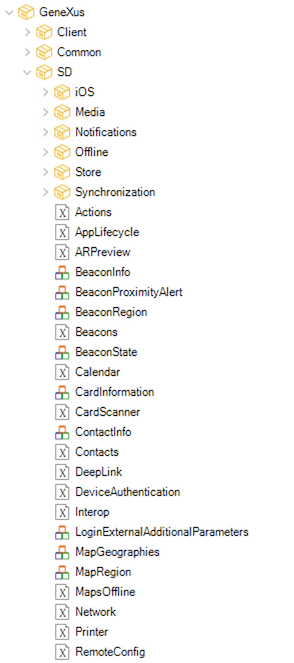 GeneXus
Client
Common
SD
iOS
Media
Notifications
Offline
Store
Synchronization
Actions
AppLifecycle
ARPreview
BeaconInfo
BeaconProximityAlert
BeaconRegion
Beacons
BeaconState
Calendar
CardInformation
CardScanner
ContactInfo
Contacts
DeepLink
DeviceAuthentication
Interop
LoginExternalAdditionalParameters
MapGeographies
MapRegion
MapsOffline
Network
Printer
RemoteConfig